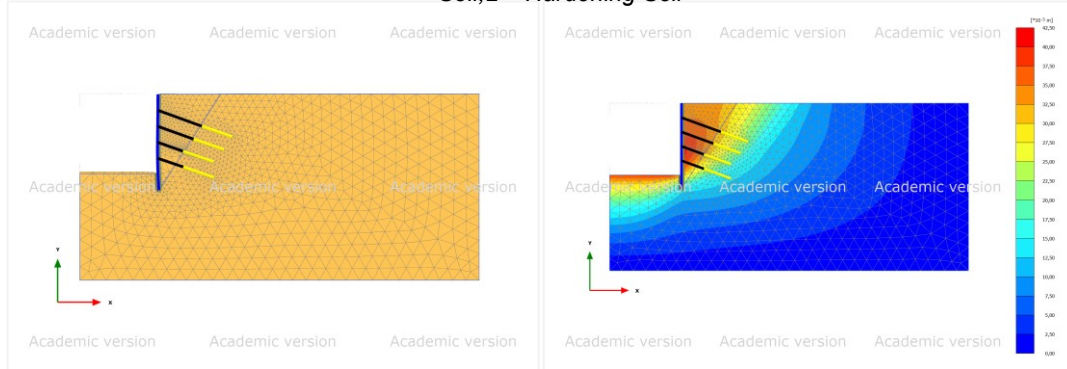 Soil,2 - Hardening Soil
Academic version Academic version Academic version
Academic version Academic version Academic version
Academic version Academic version Academic version
Y
X
Academic version Academic version Academic version
Academic version Academic version Academic version
Academic version Academic version Academic version
Y
X
[*10⁻³ m]
42,50
40,00
37,50
35,00
32,50
30,00
27,50
25,00
22,50
20,00
17,50
15,00
12,50
10,00
7,50
5,00
2,50
0,00